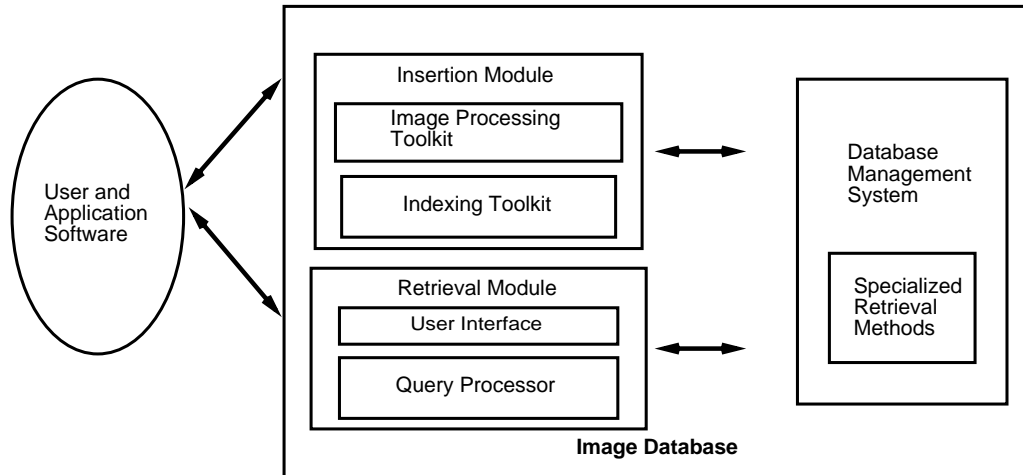 User and
Application
Software
Insertion Module
Image Processing
Toolkit
Indexing Toolkit
Retrieval Module
User Interface
Query Processor
Database
Management
System
Specialized
Retrieval
Methods
Image Database